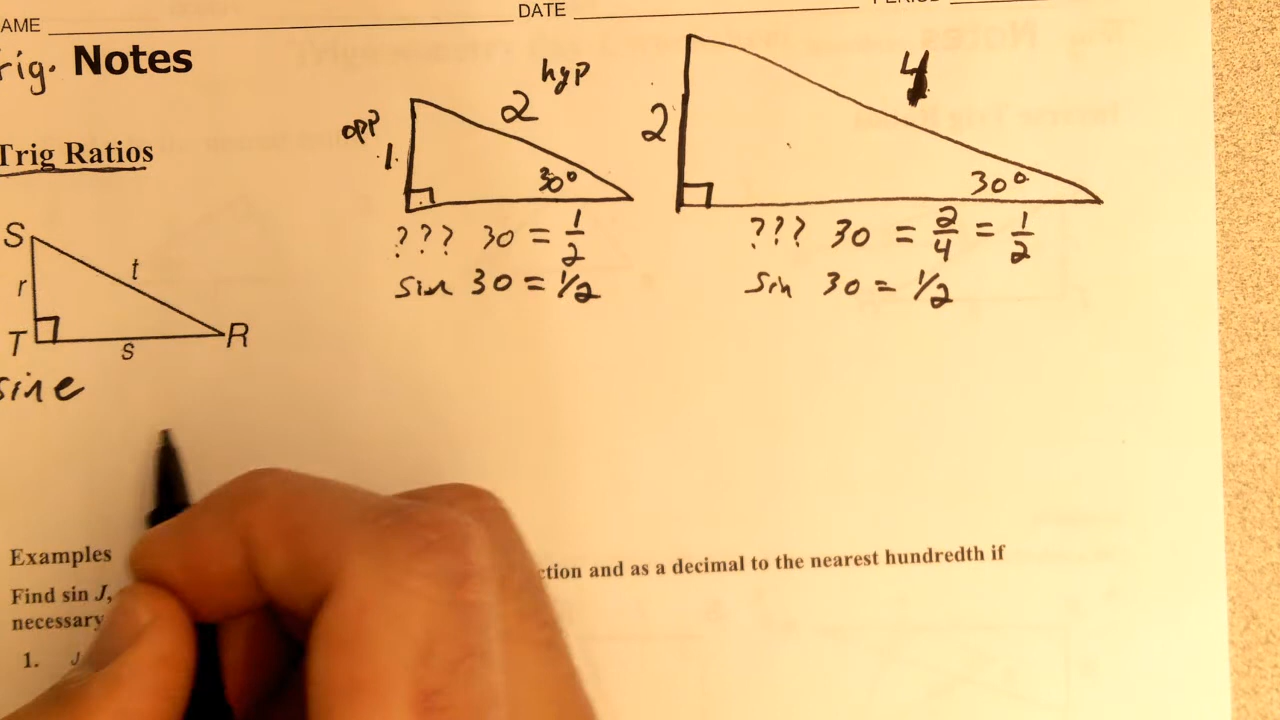 AME DATE PERIOD
rig. Notes
Trig Ratios
S
r
t
T
s
R
sine
opp
1
2
hyp
30°
??? 30 = 1/2
sin 30 = 1/2
2
4
30°
??? 30 = 2/4 = 1/2
Sin 30 = 1/2
Examples
Find sin J, ction and as a decimal to the nearest hundredth if
necessary
1. J